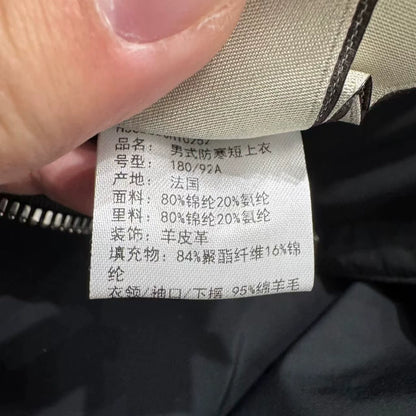 品名: 男式防寒短上衣
号型: 180/92A
产地: 法国
面料: 80%锦纶20%氨纶
里料: 80%锦纶20%氨纶
装饰: 羊皮革
填充物: 84%聚酯纤维16%锦
纶
衣领/袖口/下摆 95%绵羊毛